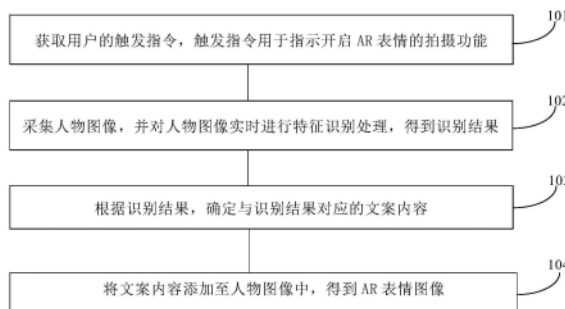 101
获取用户的触发指令，触发指令用于指示开启 AR 表情的拍摄功能
102
采集人物图像，并对人物图像实时进行特征识别处理，得到识别结果
103
根据识别结果，确定与识别结果对应的文案内容
104
将文案内容添加至人物图像中，得到 AR 表情图像